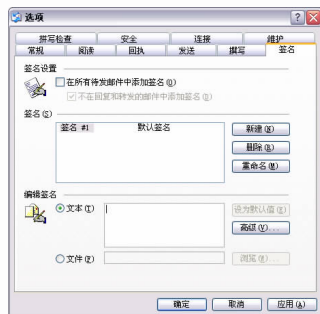 选项
拼写检查 安全 连接 维护
常规 阅读 回执 发送 撰写 签名
签名设置
在所有待发邮件中添加签名(U)
不在回复和转发的邮件中添加签名(D)
签名(S)
签名 #1 默认签名
新建(N)
删除(R)
重命名(M)
编辑签名
文本(T)
设为默认值(E)
高级(V)...
文件(F)
浏览(W)...
确定 取消 应用(A)